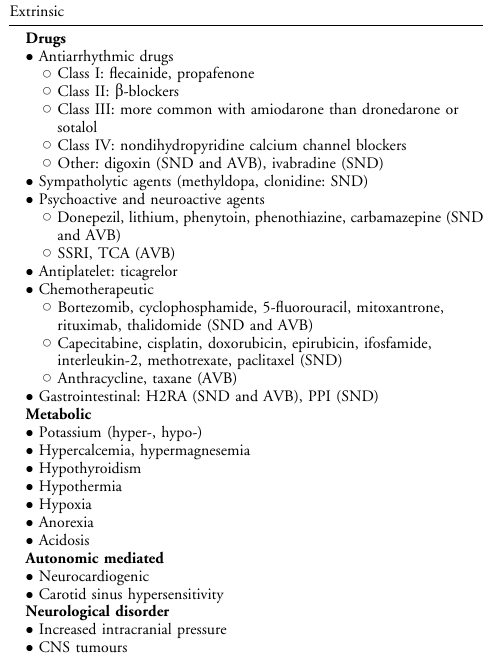 Extrinsic
Drugs
● Antiarrhythmic drugs
○ Class I: flecainide, propafenone
○ Class II: β-blockers
○ Class III: more common with amiodarone than dronedarone or
sotalol
○ Class IV: nondihydropyridine calcium channel blockers
○ Other: digoxin (SND and AVB), ivabradine (SND)
● Sympatholytic agents (methyldopa, clonidine: SND)
● Psychoactive and neuroactive agents
○ Donepezil, lithium, phenytoin, phenothiazine, carbamazepine (SND
and AVB)
○ SSRI, TCA (AVB)
● Antiplatelet: ticagrelor
● Chemotherapeutic
○ Bortezomib, cyclophosphamide, 5-fluorouracil, mitoxantrone,
rituximab, thalidomide (SND and AVB)
○ Capecitabine, cisplatin, doxorubicin, epirubicin, ifosfamide,
interleukin-2, methotrexate, paclitaxel (SND)
○ Anthracycline, taxane (AVB)
● Gastrointestinal: H2RA (SND and AVB), PPI (SND)
Metabolic
● Potassium (hyper-, hypo-)
● Hypercalcemia, hypermagnesemia
● Hypothyroidism
● Hypothermia
● Hypoxia
● Anorexia
● Acidosis
Autonomic mediated
● Neurocardiogenic
● Carotid sinus hypersensitivity
Neurological disorder
● Increased intracranial pressure
● CNS tumours